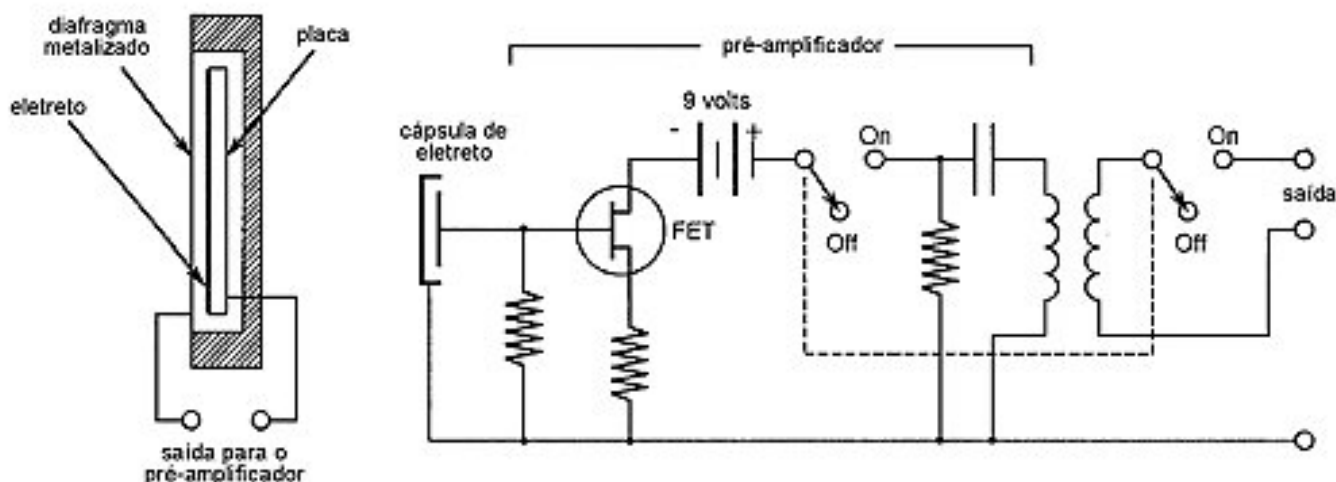 diafragma
metalizado
placa
eletreto
saída para o
pré-amplificador
pré-amplificador
cápsula de
eletreto
9 volts
- +
FET
On
Off
On
Off
saída